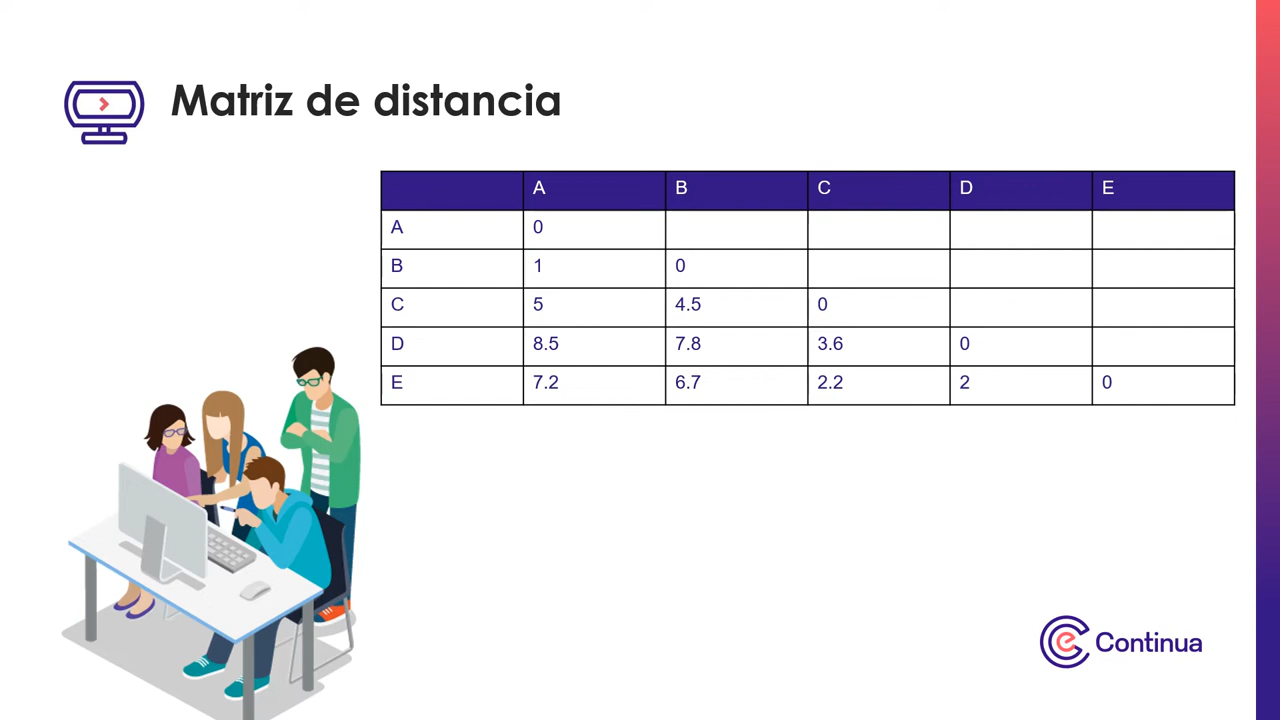 Matriz de distancia
A B C D E
A 0
B 1 0
C 5 4.5 0
D 8.5 7.8 3.6 0
E 7.2 6.7 2.2 2 0
e Continua